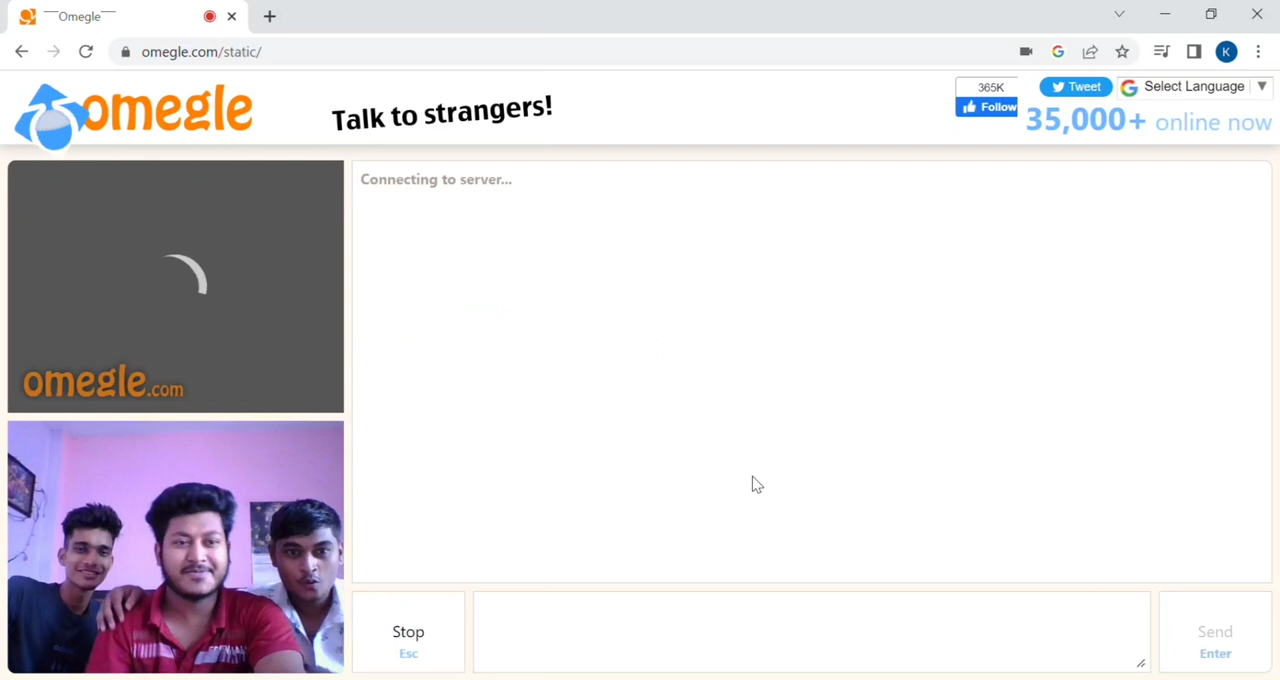 Omegle
omegle.com/static/
K
omegle
Talk to strangers!
365K
Follow
Tweet
Select Language ▼
35,000+ online now
Connecting to server...
omegle.com
Stop
Esc
Send
Enter